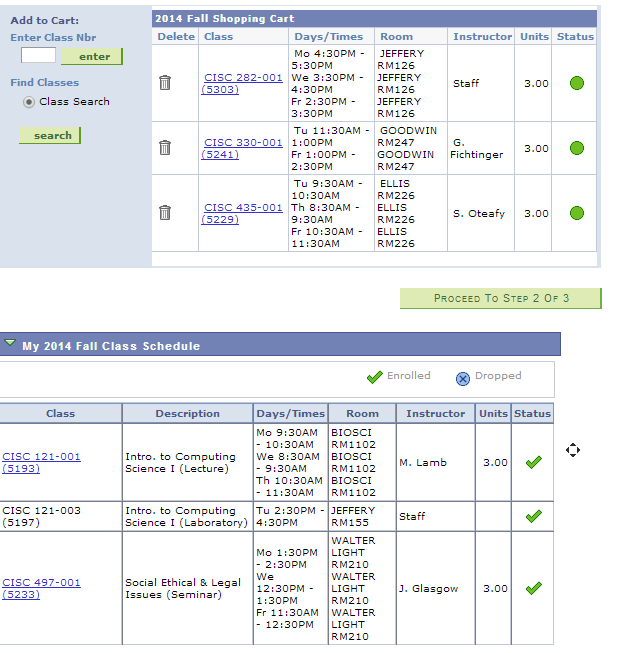 Add to Cart:
Enter Class Nbr
enter
Find Classes
Class Search
search
2014 Fall Shopping Cart
Delete Class Days/Times Room Instructor Units Status
CISC 282-001
(5303)
Mo 4:30PM -
5:30PM
We 3:30PM -
4:30PM
Fr 2:30PM -
3:30PM
JEFFERY
RM126
JEFFERY
RM126
JEFFERY
RM126
Staff
3.00
CISC 330-001
(5241)
Tu 11:30AM -
1:00PM
Fr 1:00PM -
2:30PM
GOODWIN
RM247
GOODWIN
RM247
G.
Fichtinger
3.00
CISC 435-001
(5229)
Tu 9:30AM -
10:30AM
Th 8:30AM -
9:30AM
Fr 10:30AM -
11:30AM
ELLIS
RM226
ELLIS
RM226
ELLIS
RM226
S. Oteafy
3.00
PROCEED TO STEP 2 OF 3
My 2014 Fall Class Schedule
Enrolled
Dropped
Class Description Days/Times Room Instructor Units Status
CISC 121-001
(5193)
Intro. to Computing
Science I (Lecture)
Mo 9:30AM
- 10:30AM
We 8:30AM
- 9:30AM
Th 10:30AM
- 11:30AM
BIOSCI
RM1102
BIOSCI
RM1102
BIOSCI
RM1102
M. Lamb
3.00
CISC 121-003
(5197)
Intro. to Computing
Science I (Laboratory)
Tu 2:30PM -
4:30PM
JEFFERY
RM155
Staff
CISC 497-001
(5233)
Social Ethical & Legal
Issues (Seminar)
Mo 1:30PM
- 2:30PM
We
12:30PM -
1:30PM
Fr 11:30AM
- 12:30PM
WALTER
LIGHT
RM210
WALTER
LIGHT
RM210
WALTER
LIGHT
RM210
J. Glasgow
3.00